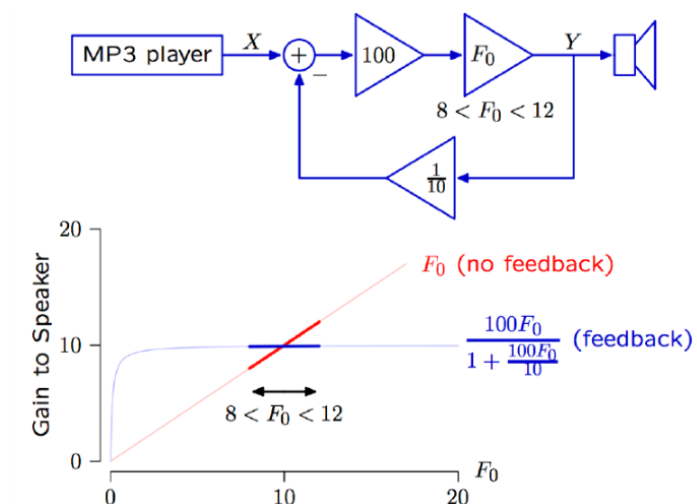 MP3 player X + − 100 F₀ Y
8 < F₀ < 12
1/10
20
F₀ (no feedback)
Gain to Speaker
10
100F₀ / (1 + 100F₀/10) (feedback)
8 < F₀ < 12
0
F₀
0 10 20